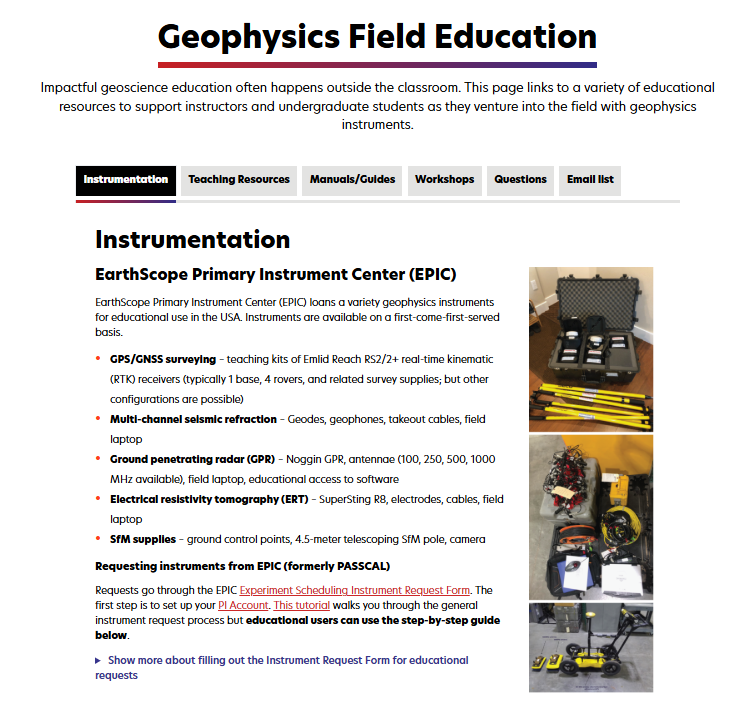 Geophysics Field Education
Impactful geoscience education often happens outside the classroom. This page links to a variety of educational
resources to support instructors and undergraduate students as they venture into the field with geophysics
instruments.
Instrumentation
Teaching Resources
Manuals/Guides
Workshops
Questions
Email list
Instrumentation
EarthScope Primary Instrument Center (EPIC)
EarthScope Primary Instrument Center (EPIC) loans a variety geophysics instruments
for educational use in the USA. Instruments are available on a first-come-first-served
basis.
• GPS/GNSS surveying - teaching kits of Emlid Reach RS2/2+ real-time kinematic
(RTK) receivers (typically 1 base, 4 rovers, and related survey supplies; but other
configurations are possible)
• Multi-channel seismic refraction - Geodes, geophones, takeout cables, field
laptop
• Ground penetrating radar (GPR) - Noggin GPR, antennae (100, 250, 500, 1000
MHz available), field laptop, educational access to software
• Electrical resistivity tomography (ERT) - SuperSting R8, electrodes, cables, field
laptop
• SfM supplies - ground control points, 4.5-meter telescoping SfM pole, camera
Requesting instruments from EPIC (formerly PASSCAL)
Requests go through the EPIC Experiment Scheduling Instrument Request Form. The
first step is to set up your PI Account. This tutorial walks you through the general
instrument request process but educational users can use the step-by-step guide
below.
Show more about filling out the Instrument Request Form for educational
requests